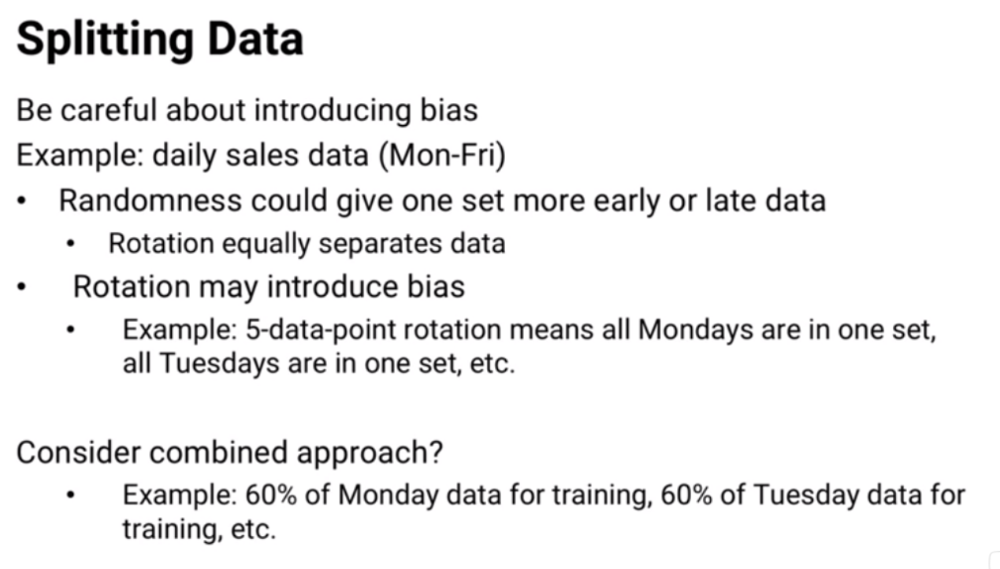 Splitting Data
Be careful about introducing bias
Example: daily sales data (Mon-Fri)
• Randomness could give one set more early or late data
• Rotation equally separates data
• Rotation may introduce bias
• Example: 5-data-point rotation means all Mondays are in one set,
all Tuesdays are in one set, etc.
Consider combined approach?
• Example: 60% of Monday data for training, 60% of Tuesday data for
training, etc.